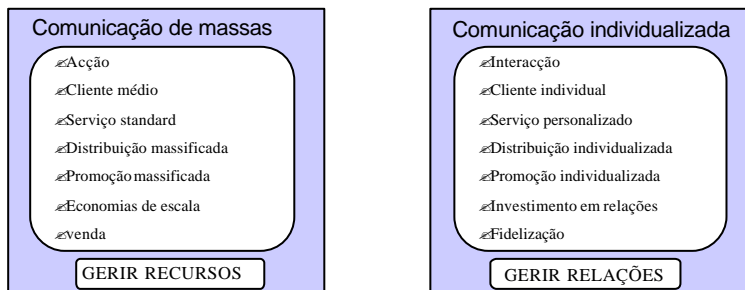 Comunicação de massas
Acção
Cliente médio
Serviço standard
Distribuição massificada
Promoção massificada
Economias de escala
venda
GERIR RECURSOS
Comunicação individualizada
Interacção
Cliente individual
Serviço personalizado
Distribuição individualizada
Promoção individualizada
Investimento em relações
Fidelização
GERIR RELAÇÕES